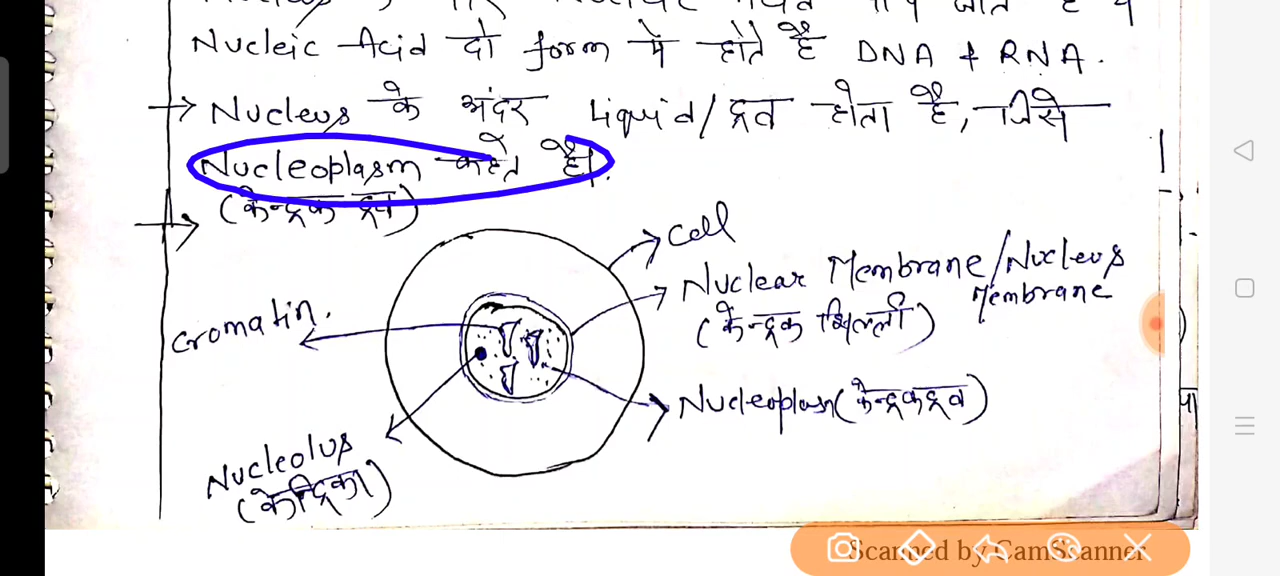 Nucleic Acid दो form में होते है DNA & RNA.
→ Nucleus के अंदर Liquid/द्रव होता है, जिसे
Nucleoplasm कहते है।.
(केन्द्रक द्रव)
Cell
Nuclear Membrane/Nucleus Membrane
(केन्द्रक झिल्ली)
Cromatin.
Nucleoplasm(केन्द्रकद्रव)
Nucleolus
(केन्द्रिका)
Scanned by CamScanner